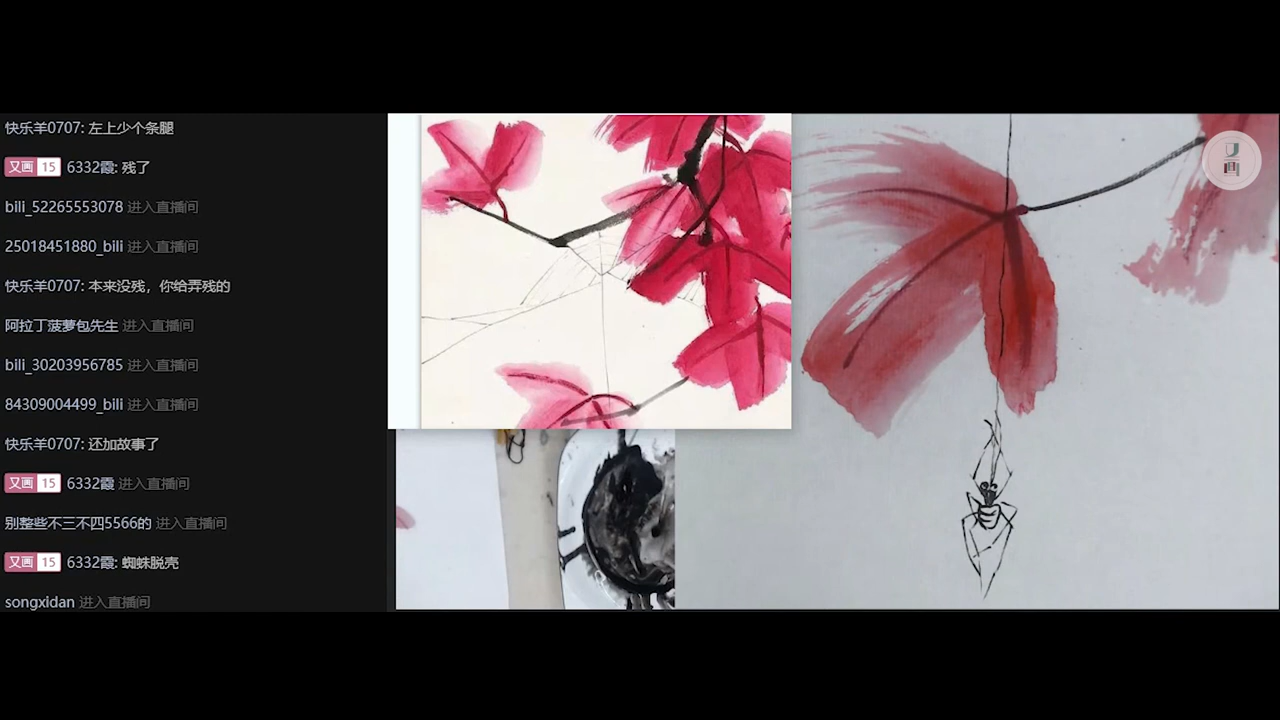 快乐羊0707: 左上少个条腿
又画 15 6332霞: 残了
bili_52265553078 进入直播间
25018451880_bili 进入直播间
快乐羊0707: 本来没残，你给弄残的
阿拉丁菠萝包先生 进入直播间
bili_30203956785 进入直播间
84309004499_bili 进入直播间
快乐羊0707: 还加故事了
又画 15 6332霞 进入直播间
别整些不三不四5566的 进入直播间
又画 15 6332霞: 蜘蛛脱壳
songxidan 进入直播间